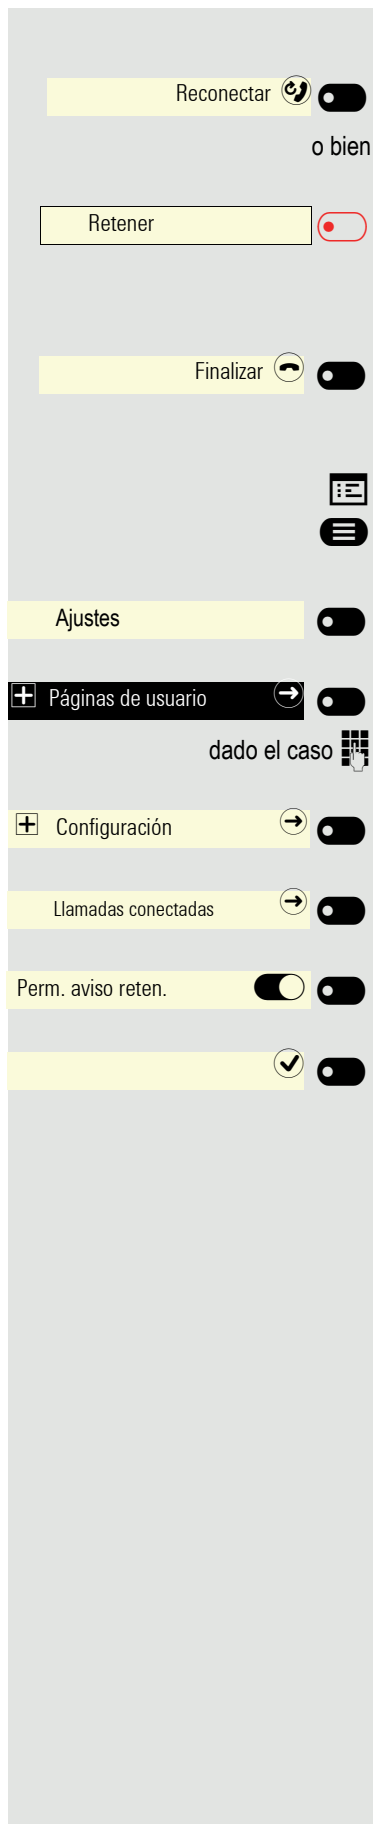 Reconectar
o bien
Retener
Finalizar
Ajustes
Páginas de usuario
dado el caso
Configuración
Llamadas conectadas
Perm. aviso reten.